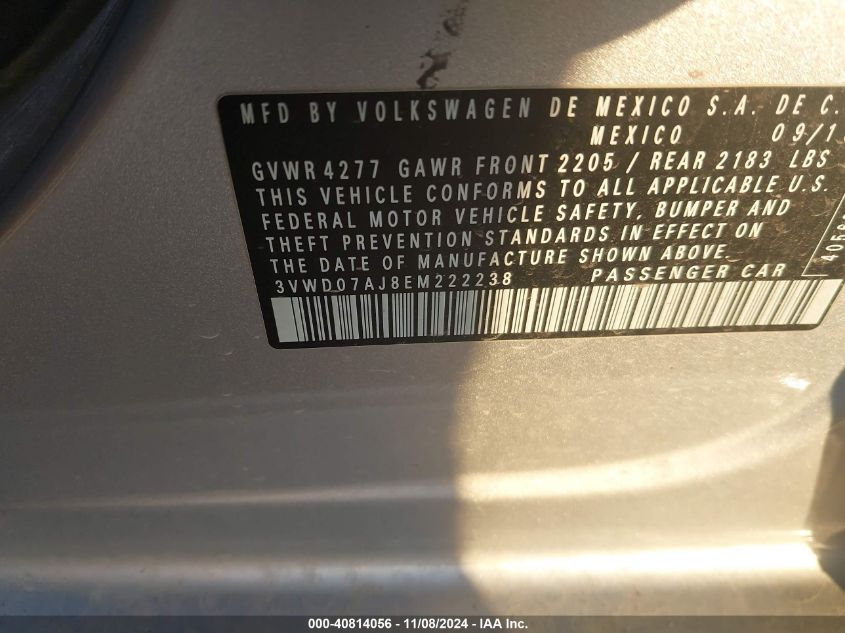 MFD BY VOLKSWAGEN DE MEXICO S.A. DE C.
MEXICO 09/1
GVWR 4277 GAWR FRONT 2205 / REAR 2183 LBS
THIS VEHICLE CONFORMS TO ALL APPLICABLE U.S.
FEDERAL MOTOR VEHICLE SAFETY, BUMPER AND
THEFT PREVENTION STANDARDS IN EFFECT ON
THE DATE OF MANUFACTURE SHOWN ABOVE.
3VWD07AJ8EM222238 PASSENGER CAR
000-40814056 - 11/08/2024 - IAA Inc.